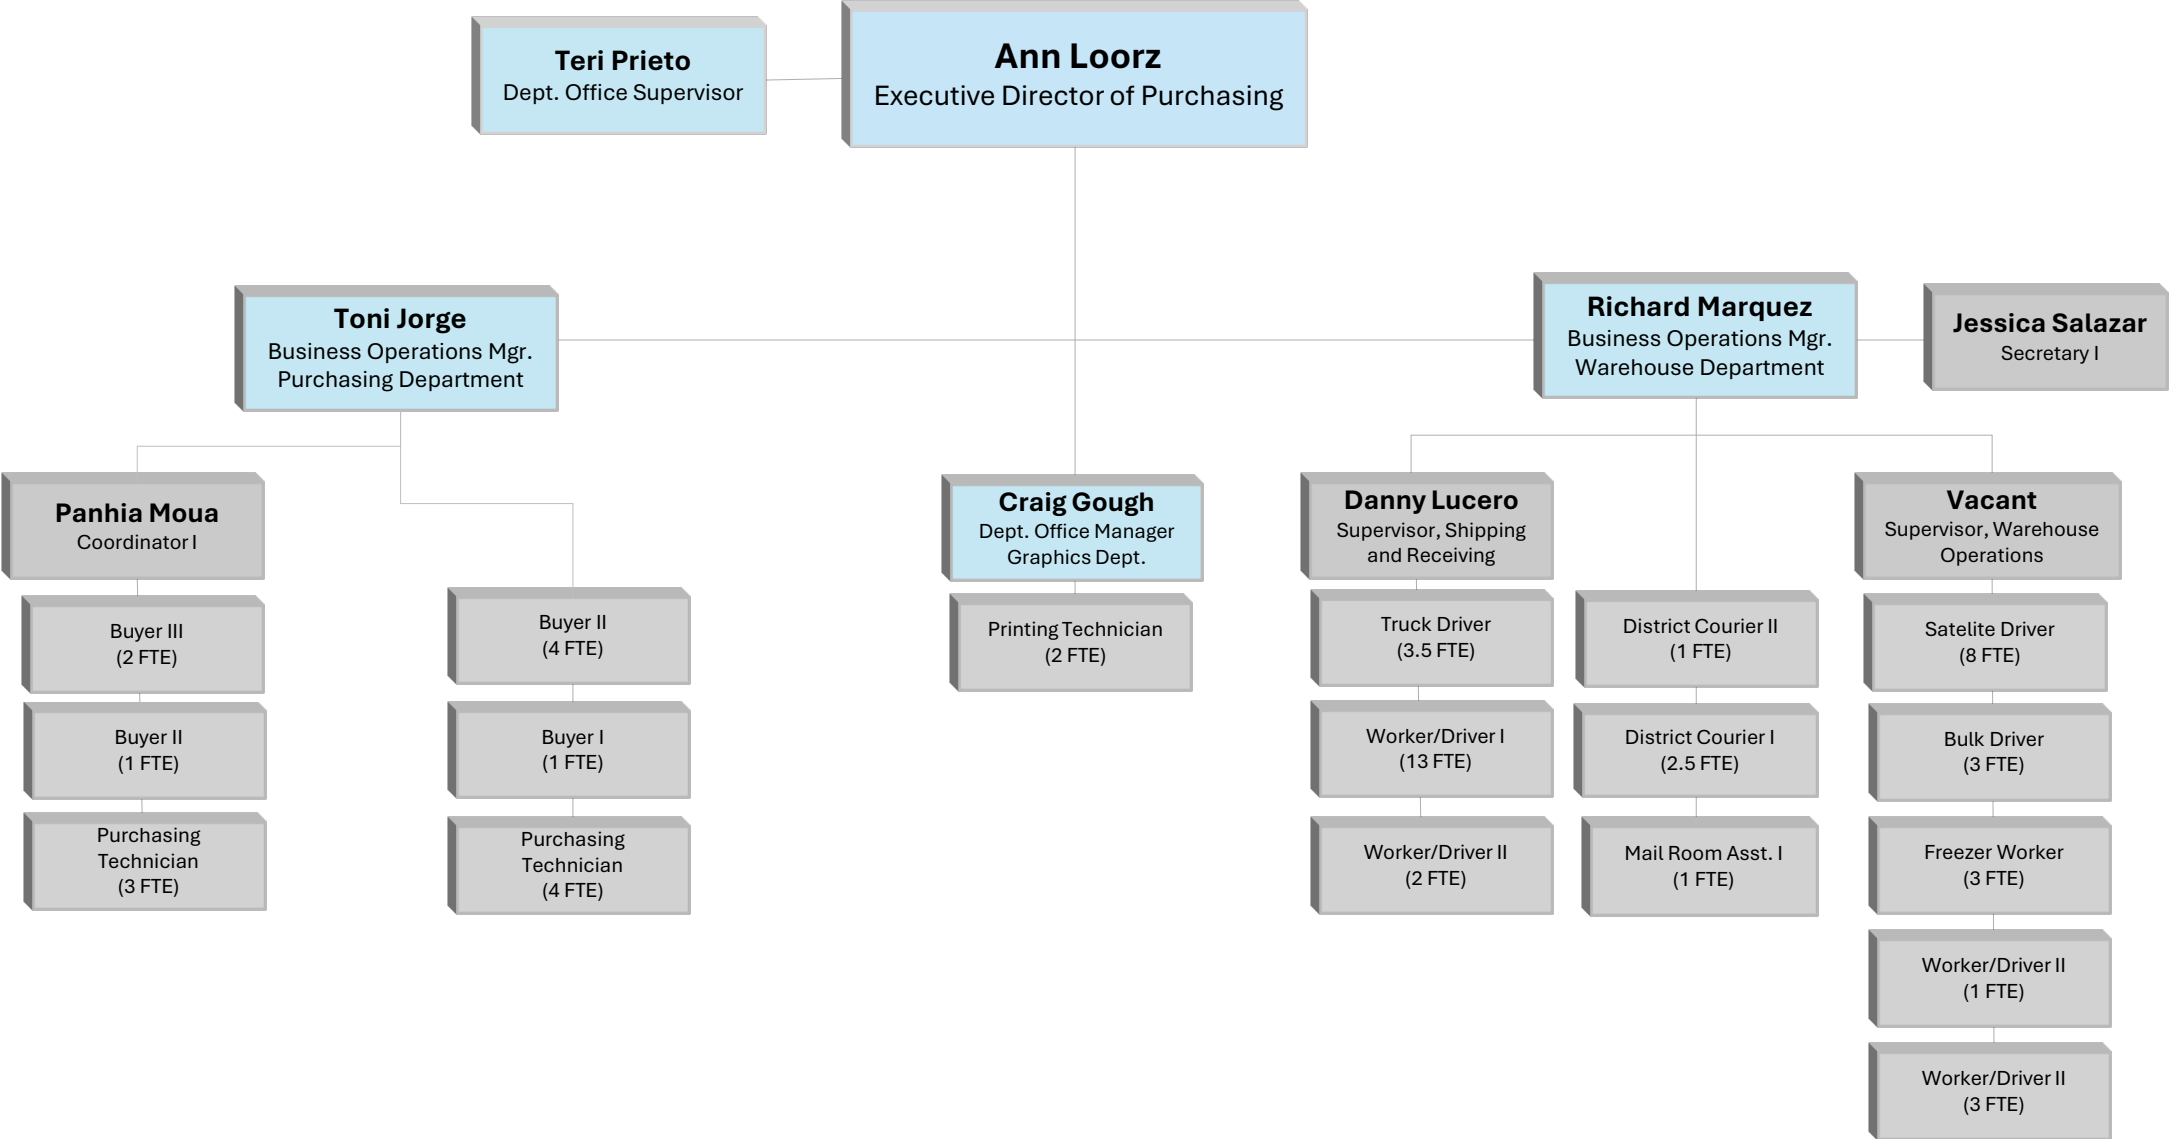 Teri Prieto
Dept. Office Supervisor
Ann Loorz
Executive Director of Purchasing
Toni Jorge
Business Operations Mgr.
Purchasing Department
Richard Marquez
Business Operations Mgr.
Warehouse Department
Jessica Salazar
Secretary I
Panhia Moua
Coordinator I
Buyer III
(2 FTE)
Buyer II
(1 FTE)
Purchasing
Technician
(3 FTE)
Buyer II
(4 FTE)
Buyer I
(1 FTE)
Purchasing
Technician
(4 FTE)
Craig Gough
Dept. Office Manager
Graphics Dept.
Printing Technician
(2 FTE)
Danny Lucero
Supervisor, Shipping
and Receiving
Truck Driver
(3.5 FTE)
Worker/Driver I
(13 FTE)
Worker/Driver II
(2 FTE)
District Courier II
(1 FTE)
District Courier I
(2.5 FTE)
Mail Room Asst. I
(1 FTE)
Vacant
Supervisor, Warehouse
Operations
Satelite Driver
(8 FTE)
Bulk Driver
(3 FTE)
Freezer Worker
(3 FTE)
Worker/Driver II
(1 FTE)
Worker/Driver II
(3 FTE)